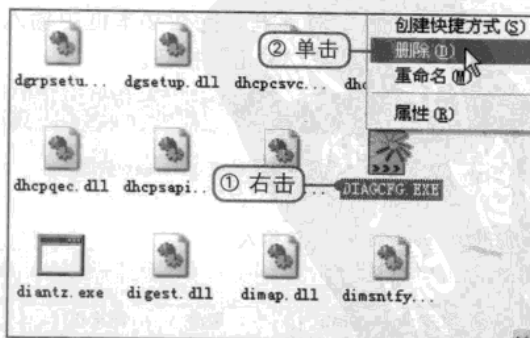 创建快捷方式(S)
② 单击
删除(D)
dgrpsetu... dgsetup.dll dhcpcsvc... dhc
重命名(M)
属性(R)
dhcpqec.dll dhcpsapi.. ① 右击 .. DIAGCFG.EXE
diantz.exe digest.dll dimap.dll dimsntfy...